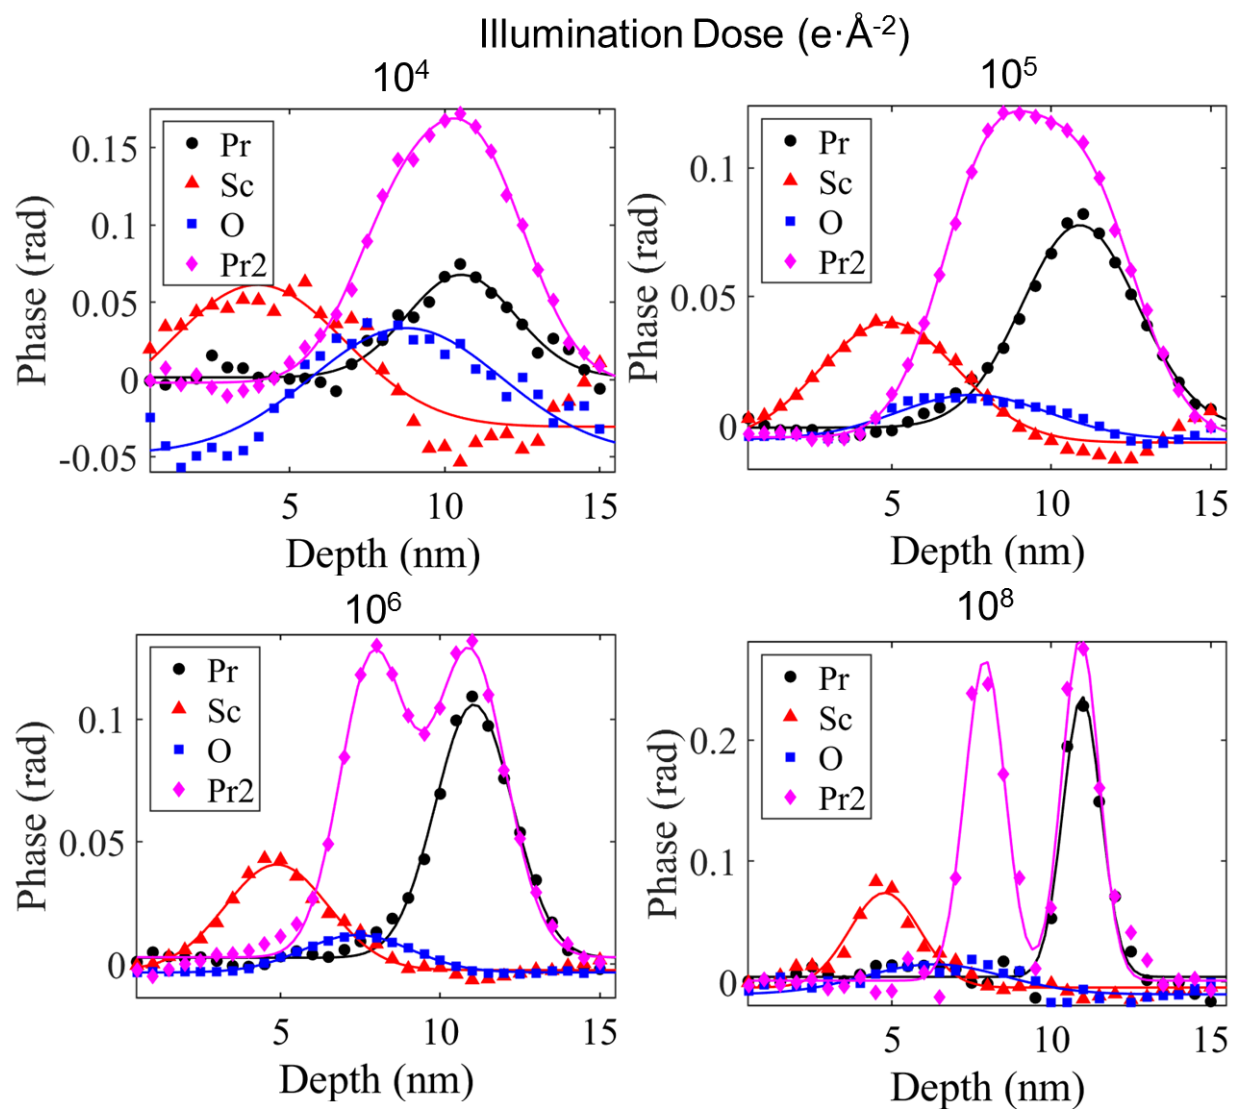 Illumination Dose (e·Å⁻²)
10⁴
10⁵
Phase (rad)
0.15
0.1
0.05
0
-0.05
Pr
Sc
O
Pr2
5
10
15
Depth (nm)
Phase (rad)
0.1
0.05
0
Pr
Sc
O
Pr2
5
10
15
Depth (nm)
10⁶
10⁸
Phase (rad)
0.1
0.05
0
Pr
Sc
O
Pr2
5
10
15
Depth (nm)
Phase (rad)
0.2
0.1
0
Pr
Sc
O
Pr2
5
10
15
Depth (nm)